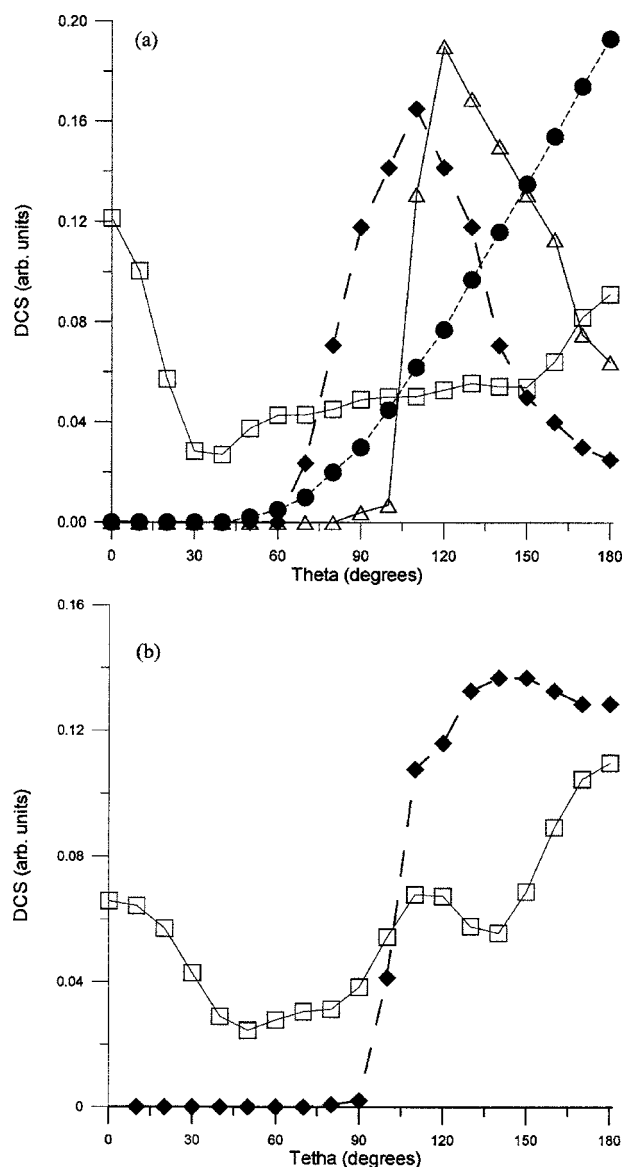 (a)
0.20
0.16
0.12
0.08
0.04
0.00
DCS (arb. units)
0 30 60 90 120 150 180
Theta (degrees)
(b)
0.16
0.12
0.08
0.04
0
DCS (arb. units)
0 30 60 90 120 150 180
Tetha (degrees)